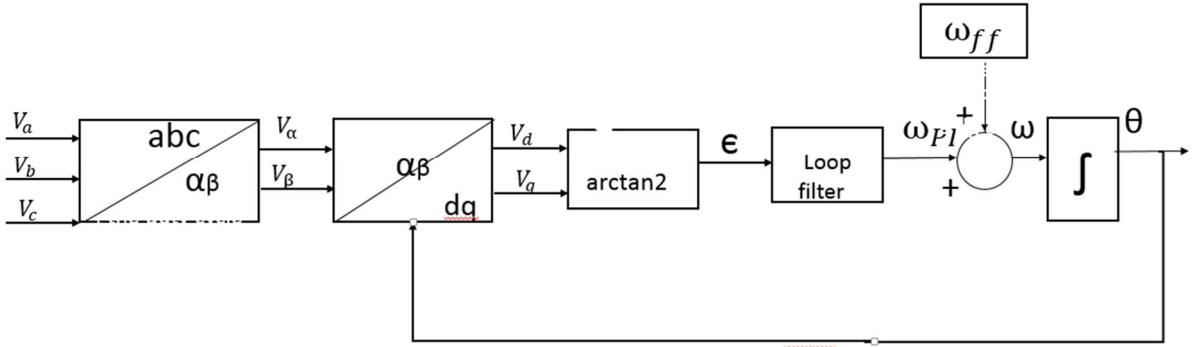 ω_ff
V_a
V_b
V_c
abc
αβ
V_α
V_β
αβ
dq
V_d
V_q
arctan2
ϵ
Loop
filter
ω_PI
+
+
ω
∫
θ